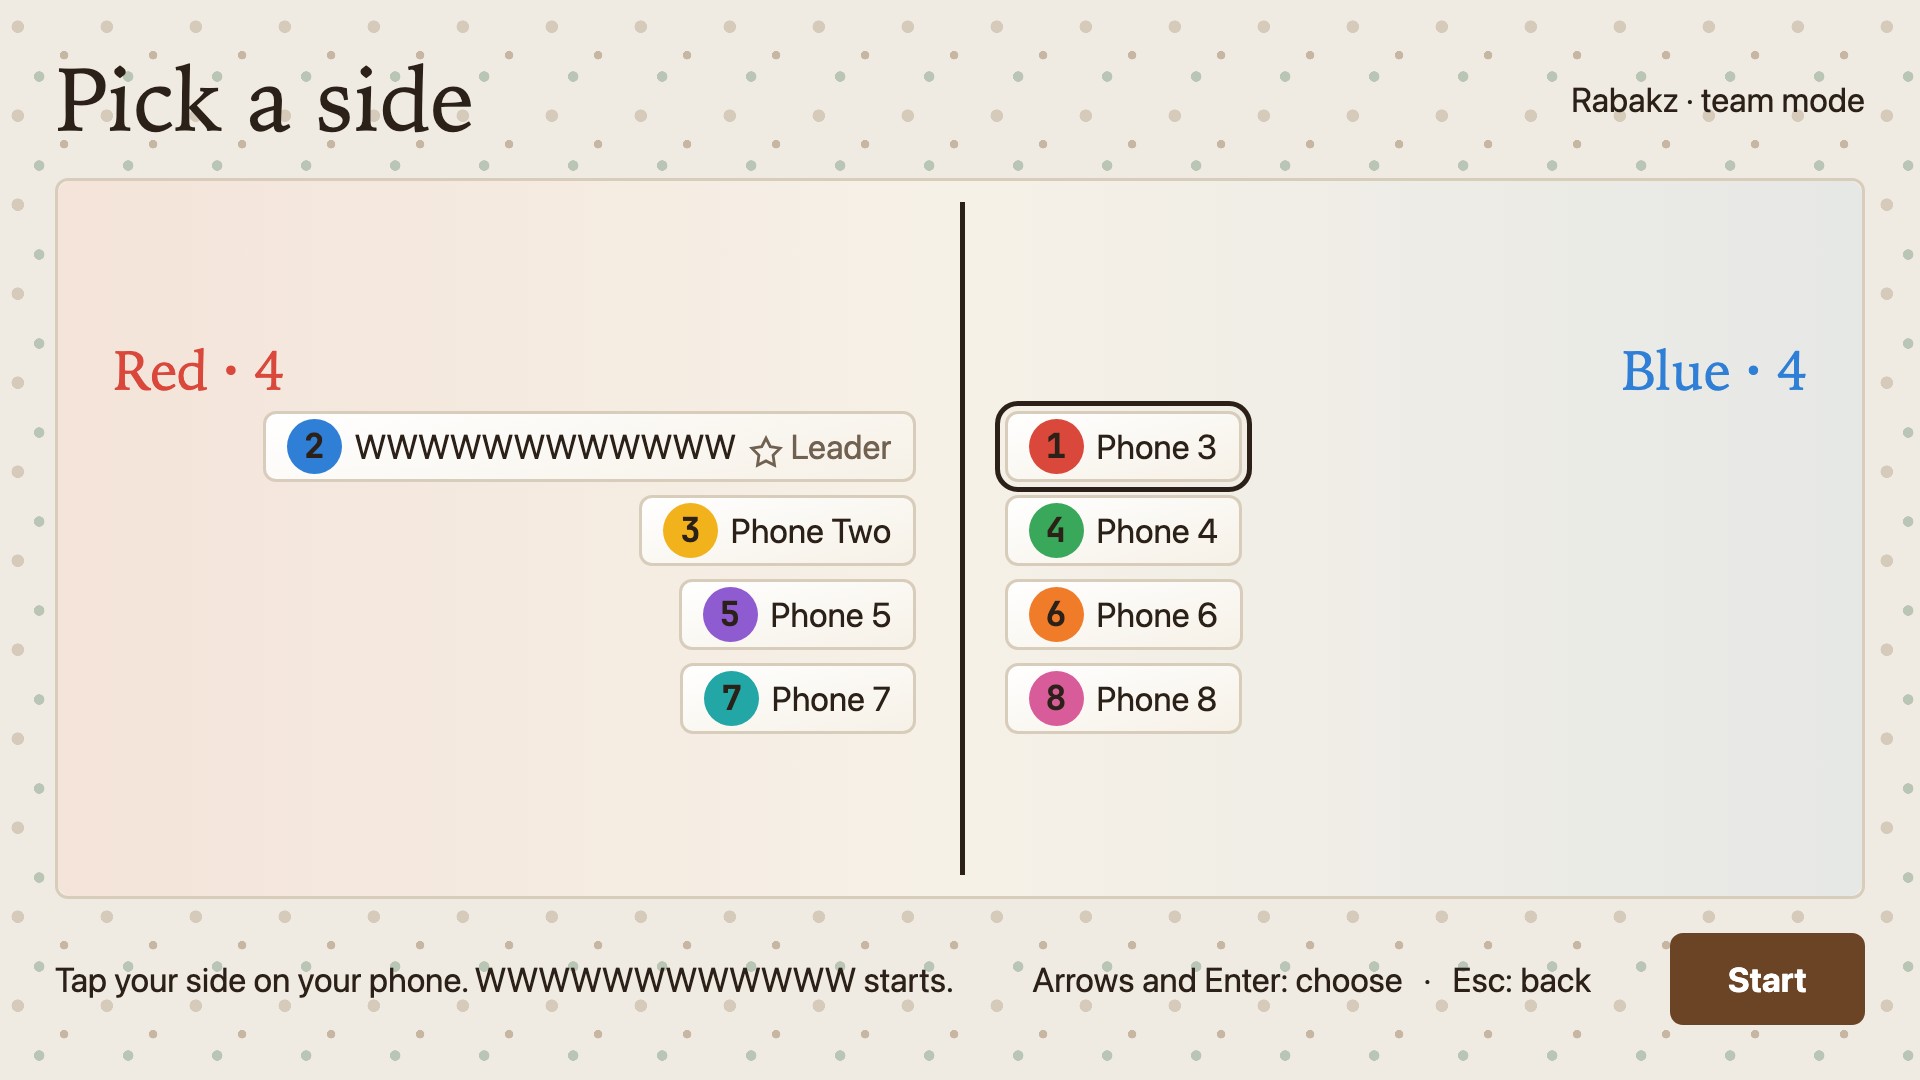 Pick a side
Rabakz · team mode
Red · 4
2 WWWWWWWWWWWW Leader
3 Phone Two
5 Phone 5
7 Phone 7
Blue · 4
1 Phone 3
4 Phone 4
6 Phone 6
8 Phone 8
Tap your side on your phone. WWWWWWWWWWWW starts.
Arrows and Enter: choose · Esc: back
Start